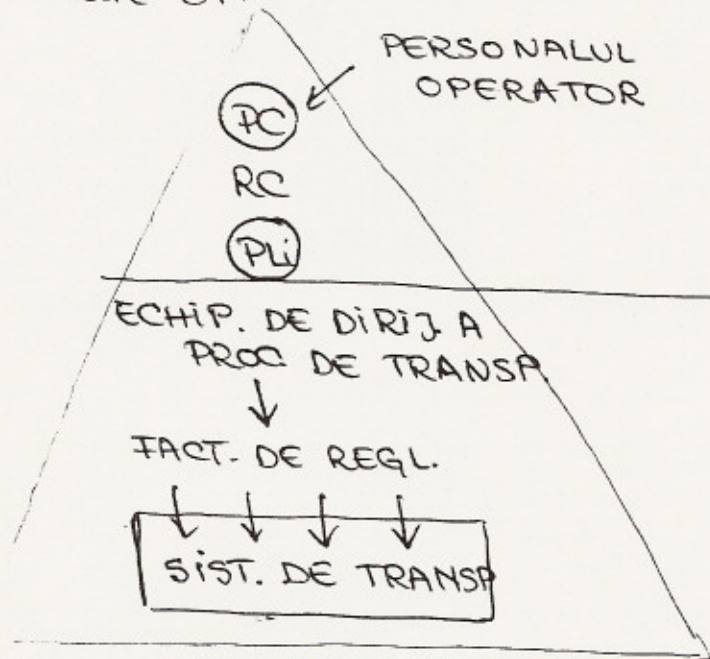 PERSONALUL
OPERATOR
PC
RC
PLi
ECHIP. DE DIRIJ. A
PROC. DE TRANSP.
FACT. DE REGL.
SIST. DE TRANSP